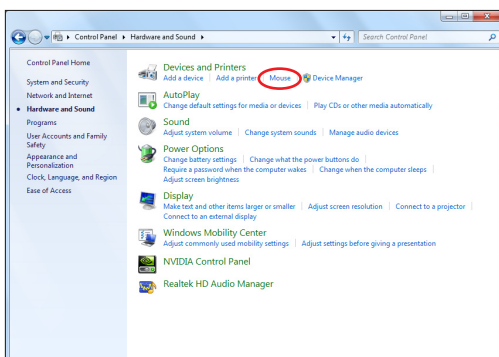 Control Panel ▸ Hardware and Sound ▸
Search Control Panel
Control Panel Home
System and Security
Network and Internet
Hardware and Sound
Programs
User Accounts and Family
Safety
Appearance and
Personalization
Clock, Language, and Region
Ease of Access
Devices and Printers
Add a device | Add a printer | Mouse | Device Manager
AutoPlay
Change default settings for media or devices | Play CDs or other media automatically
Sound
Adjust system volume | Change system sounds | Manage audio devices
Power Options
Change battery settings | Change what the power buttons do |
Require a password when the computer wakes | Change when the computer sleeps |
Adjust screen brightness
Display
Make text and other items larger or smaller | Adjust screen resolution | Connect to a projector |
Connect to an external display
Windows Mobility Center
Adjust commonly used mobility settings | Adjust settings before giving a presentation
NVIDIA Control Panel
Realtek HD Audio Manager